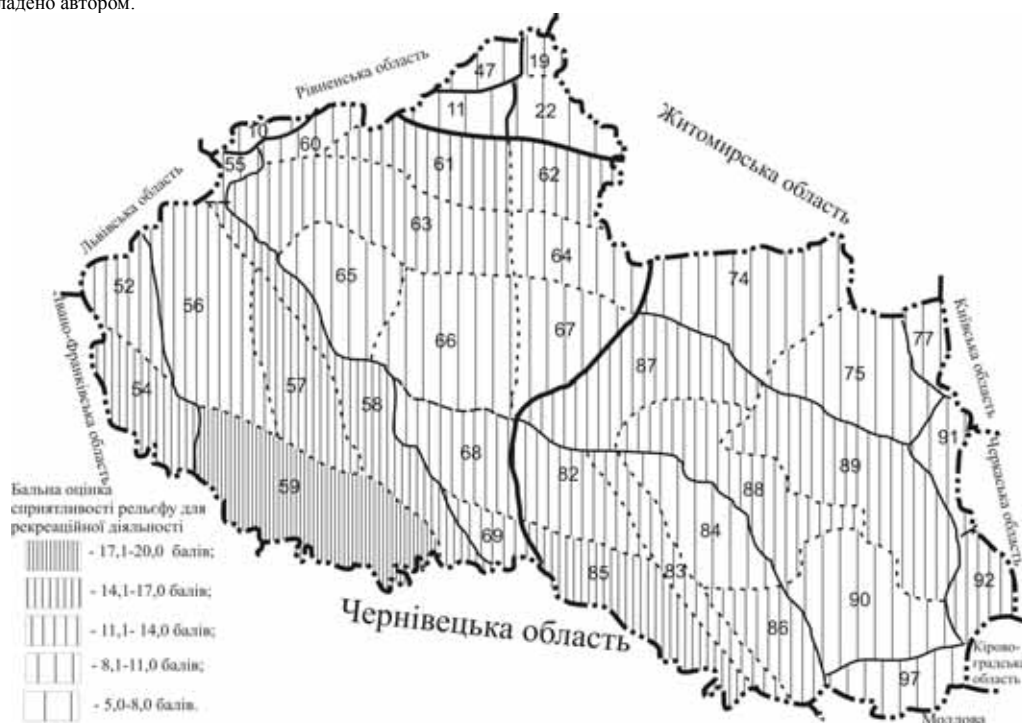 ладено автором.
Рівненська область
Житомирська область
Львівська область
Івано-Франківська область
Київська область
Черкаська область
47
19
11
22
10
60
55
61
62
63
64
52
56
65
74
66
67
77
87
75
57
54
58
91
68
82
89
88
59
84
69
85
83
92
90
86
97
Чернівецька область
Кірово-
градська
область
Молдова
Бальна оцінка
сприятливості рельєфу для
рекреаційної діяльності
- 17,1-20,0 балів;
- 14,1-17,0 балів;
- 11,1- 14,0 балів;
- 8,1-11,0 балів;
- 5,0-8,0 балів.